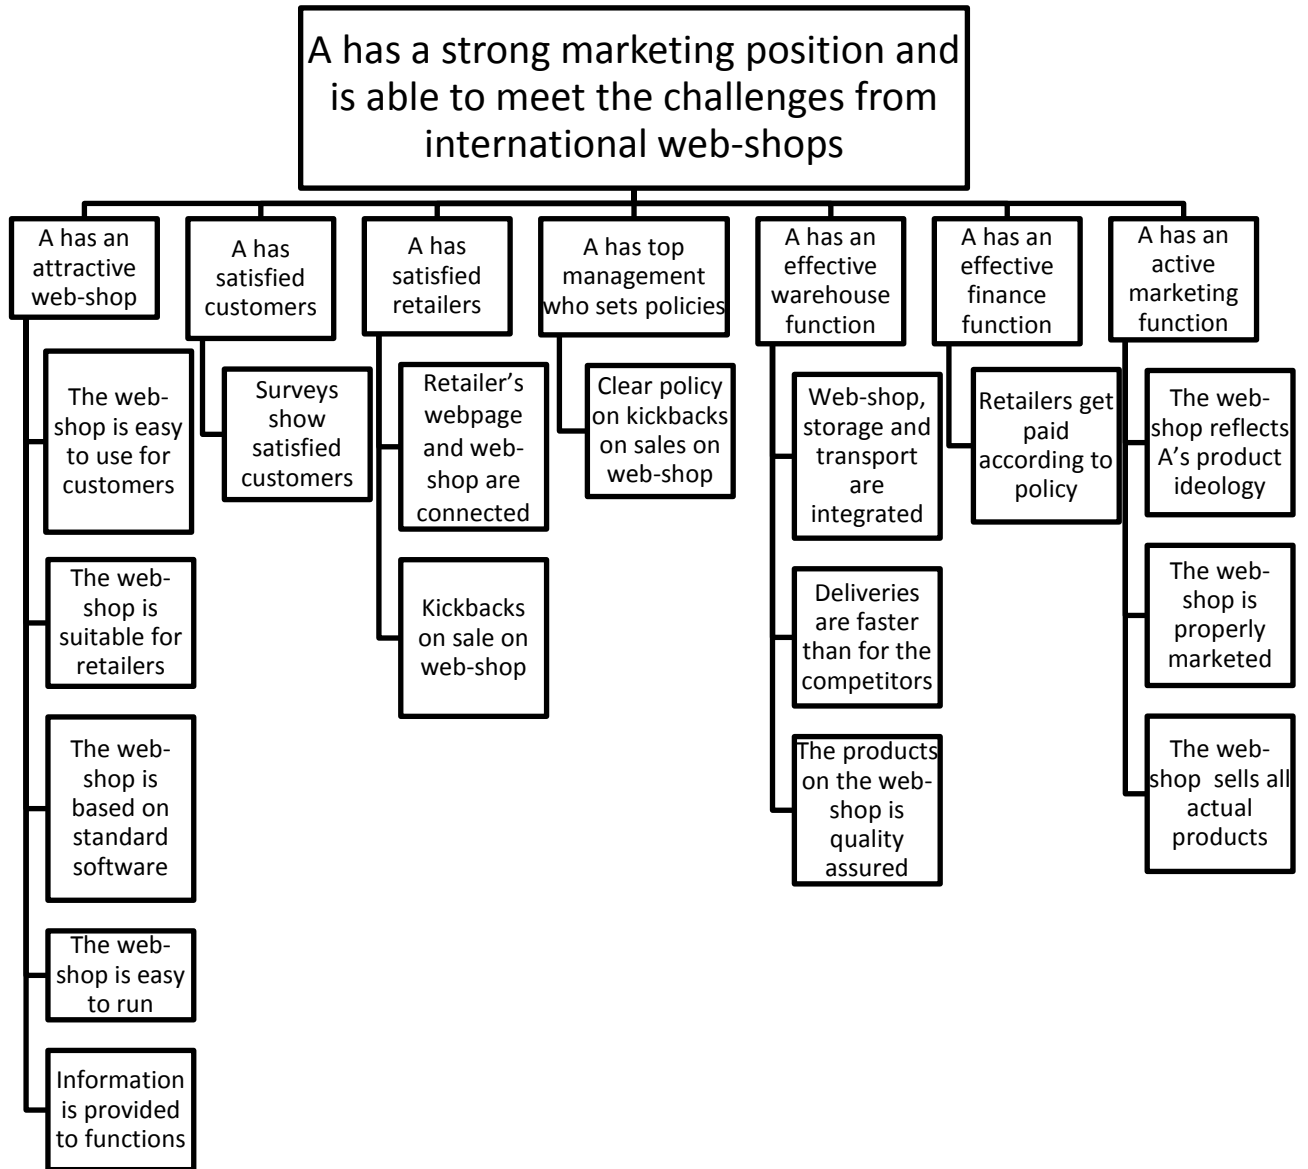 A has a strong marketing position and
is able to meet the challenges from
international web-shops
A has an
attractive
web-shop
A has
satisfied
customers
A has
satisfied
retailers
A has top
management
who sets policies
A has an
effective
warehouse
function
A has an
effective
finance
function
A has an
active
marketing
function
The web-
shop is easy
to use for
customers
The web-
shop is
suitable for
retailers
The web-
shop is
based on
standard
software
The web-
shop is easy
to run
Information
is provided
to functions
Surveys
show
satisfied
customers
Retailer's
webpage
and web-
shop are
connected
Kickbacks
on sale on
web-shop
Clear policy
on kickbacks
on sales on
web-shop
Web-shop,
storage and
transport
are
integrated
Deliveries
are faster
than for the
competitors
The products
on the web-
shop is
quality
assured
Retailers get
paid
according to
policy
The web-
shop reflects
A's product
ideology
The web-
shop is
properly
marketed
The web-
shop  sells all
actual
products